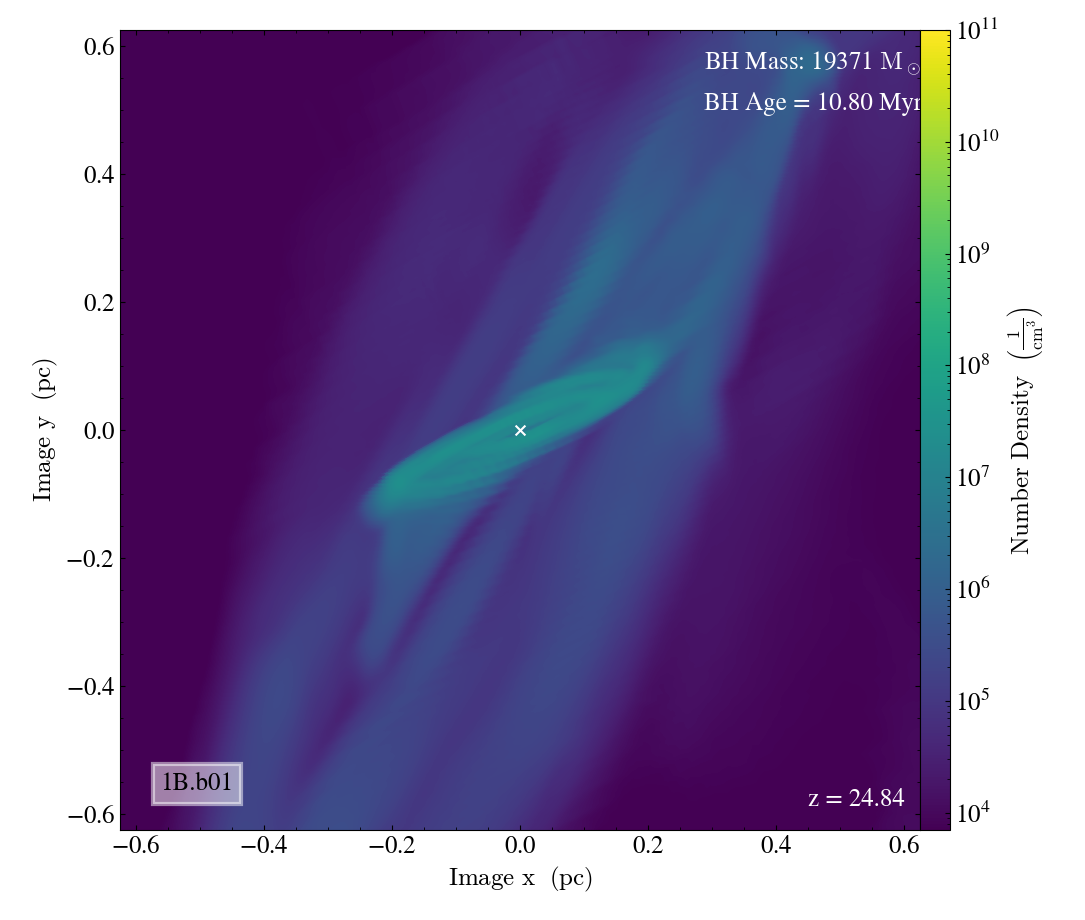 BH Mass: 19371 M⊙
BH Age = 10.80 Myr
1B.b01
z = 24.84
0.6
0.4
0.2
0.0
−0.2
−0.4
−0.6
Image y (pc)
−0.6 −0.4 −0.2 0.0 0.2 0.4 0.6
Image x (pc)
10^11
10^10
10^9
10^8
10^7
10^6
10^5
10^4
Number Density (1/cm^3)